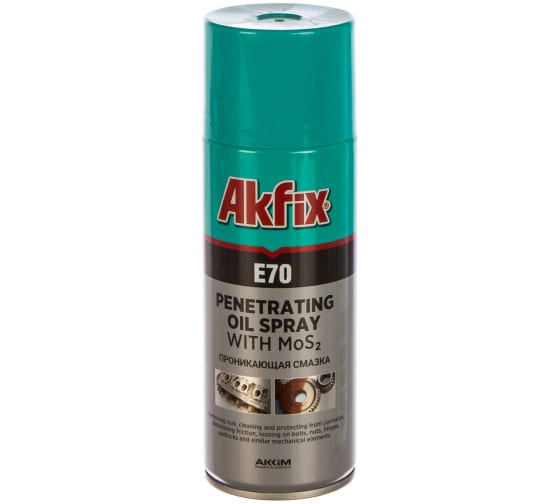 Akfix®
E70
PENETRATING
OIL SPRAY
WITH MoS₂
ПРОНИКАЮЩАЯ СМАЗКА
rust, cleaning and protecting from corrosion,
friction, loosing on bolts, nuts, hinges,
padlocks and similar mechanical elements.
AKKİM